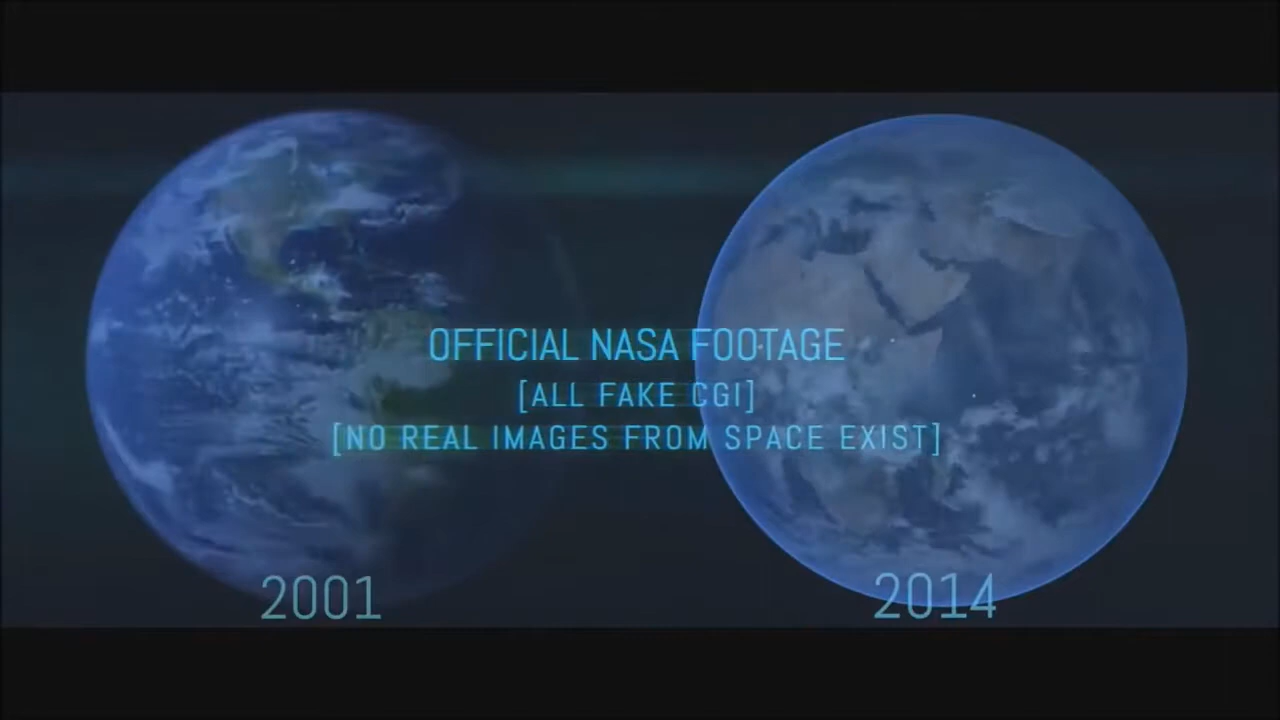 OFFICIAL NASA FOOTAGE
[ALL FAKE CGI]
[NO REAL IMAGES FROM SPACE EXIST]
2001
2014